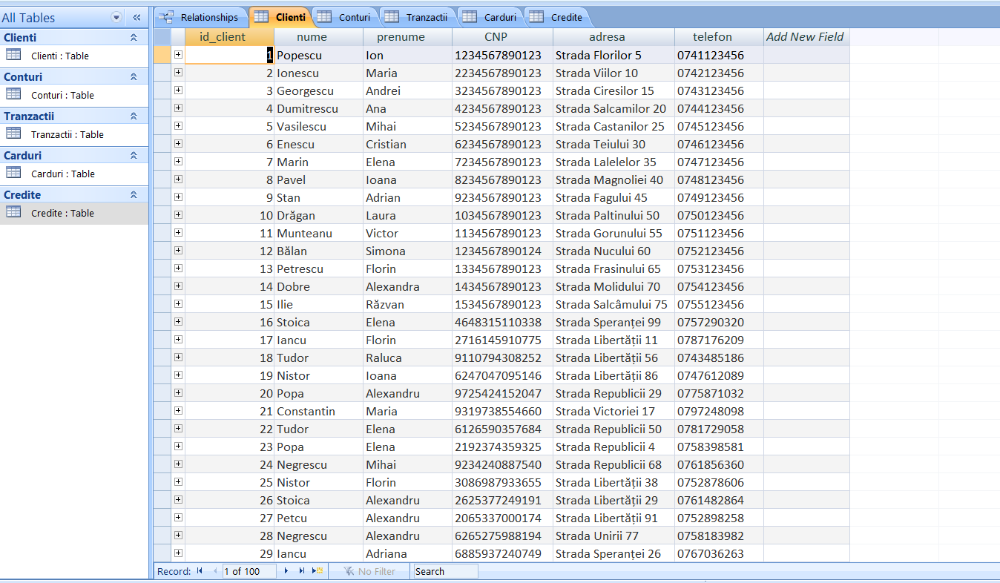 All Tables
Clienti
Clienti : Table
Conturi
Conturi : Table
Tranzactii
Tranzactii : Table
Carduri
Carduri : Table
Credite
Credite : Table
Relationships Clienti Conturi Tranzactii Carduri Credite
id_client nume prenume CNP adresa telefon Add New Field
1 Popescu Ion 1234567890123 Strada Florilor 5 0741123456
2 Ionescu Maria 2234567890123 Strada Viilor 10 0742123456
3 Georgescu Andrei 3234567890123 Strada Ciresilor 15 0743123456
4 Dumitrescu Ana 4234567890123 Strada Salcamilor 20 0744123456
5 Vasilescu Mihai 5234567890123 Strada Castanilor 25 0745123456
6 Enescu Cristian 6234567890123 Strada Teiului 30 0746123456
7 Marin Elena 7234567890123 Strada Lalelelor 35 0747123456
8 Pavel Ioana 8234567890123 Strada Magnoliei 40 0748123456
9 Stan Adrian 9234567890123 Strada Fagului 45 0749123456
10 Drăgan Laura 1034567890123 Strada Paltinului 50 0750123456
11 Munteanu Victor 1134567890123 Strada Gorunului 55 0751123456
12 Bălan Simona 1234567890124 Strada Nucului 60 0752123456
13 Petrescu Florin 1334567890123 Strada Frasinului 65 0753123456
14 Dobre Alexandra 1434567890123 Strada Molidului 70 0754123456
15 Ilie Răzvan 1534567890123 Strada Salcâmului 75 0755123456
16 Stoica Elena 4648315110338 Strada Speranței 99 0757290320
17 Iancu Florin 2716145910775 Strada Libertății 11 0787176209
18 Tudor Raluca 9110794308252 Strada Libertății 56 0743485186
19 Nistor Ioana 6247047095146 Strada Libertății 86 0747612089
20 Popa Alexandru 9725424152047 Strada Republicii 29 0775871032
21 Constantin Maria 9319738554660 Strada Victoriei 17 0797248098
22 Tudor Elena 6126590357684 Strada Republicii 50 0781729058
23 Popa Elena 2192374359325 Strada Republicii 4 0758398581
24 Negrescu Mihai 9234240887540 Strada Republicii 68 0761856360
25 Nistor Florin 3086987933655 Strada Libertății 38 0752878606
26 Stoica Alexandru 2625377249191 Strada Libertății 29 0761482864
27 Petcu Alexandru 2065337000174 Strada Libertății 91 0752898258
28 Negrescu Alexandru 6265275988194 Strada Unirii 77 0758183982
29 Iancu Adriana 6885937240749 Strada Speranței 26 0767036263
Record: 1 of 100 No Filter Search